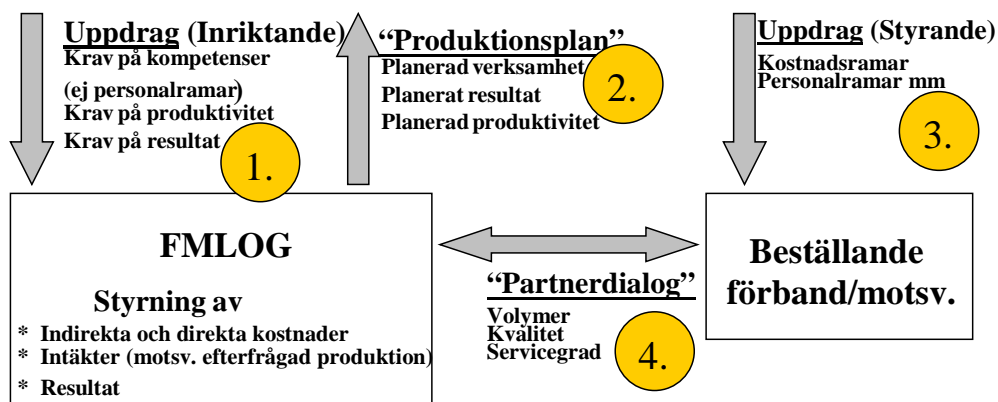 Uppdrag (Inriktande)
Krav på kompetenser
(ej personalramar)
Krav på produktivitet
Krav på resultat
1.
“Produktionsplan”
Planerad verksamhet
Planerat resultat
Planerad produktivitet
2.
Uppdrag (Styrande)
Kostnadsramar
Personalramar mm
3.
FMLOG
Styrning av
* Indirekta och direkta kostnader
* Intäkter (motsv. efterfrågad produktion)
* Resultat
“Partnerdialog”
Volymer
Kvalitet
Servicegrad
4.
Beställande
förband/motsv.